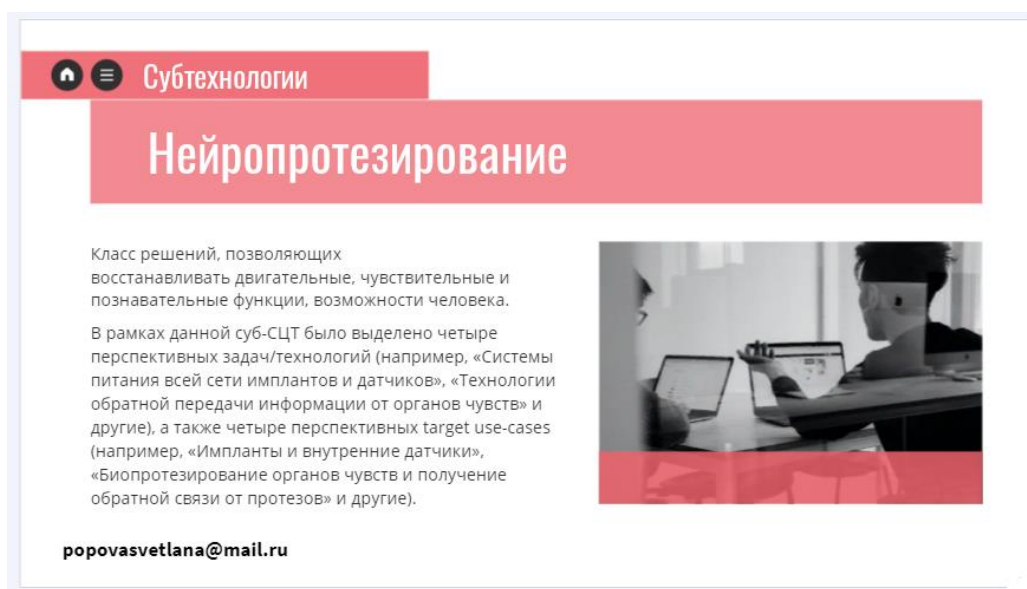 Субтехнологии
Нейропротезирование
Класс решений, позволяющих
восстанавливать двигательные, чувствительные и
познавательные функции, возможности человека.
В рамках данной суб-СЦТ было выделено четыре
перспективных задач/технологий (например, «Системы
питания всей сети имплантов и датчиков», «Технологии
обратной передачи информации от органов чувств» и
другие), а также четыре перспективных target use-cases
(например, «Импланты и внутренние датчики»,
«Биопротезирование органов чувств и получение
обратной связи от протезов» и другие).
popovasvetlana@mail.ru